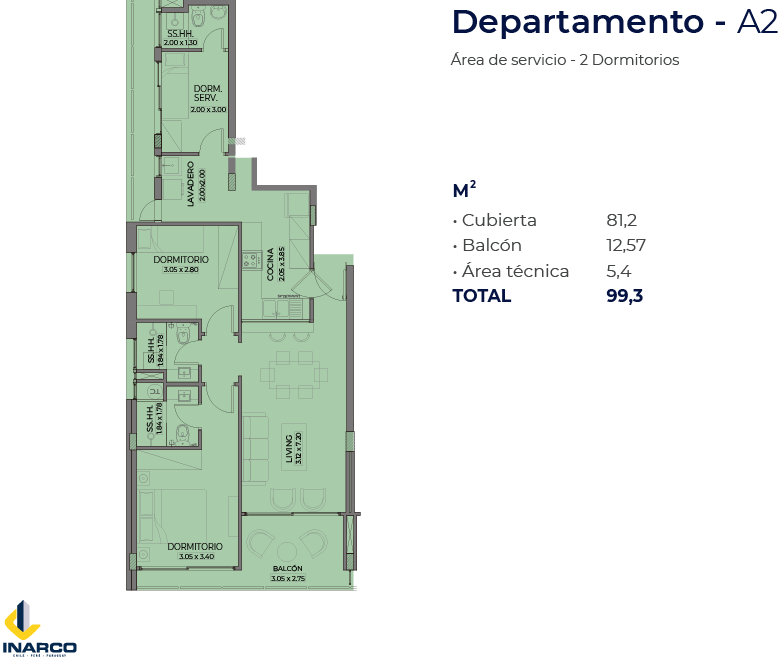 Departamento - A2
Área de servicio - 2 Dormitorios
M²
• Cubierta 81,2
• Balcón 12,57
• Área técnica 5,4
TOTAL 99,3
SS.HH.
2.00 x 1.30
DORM.
SERV.
2.00 x 3.00
LAVADERO
2.00x2.00
DORMITORIO
3.05 x 2.80
COCINA
2.05 x 3.85
SS.HH.
1.84 x 1.78
SS.HH.
1.84 x 1.78
LIVING
3.12 x 7.20
DORMITORIO
3.05 x 3.40
BALCÓN
3.05 x 2.75
INARCO
CHILE - PERÚ - PARAGUAY